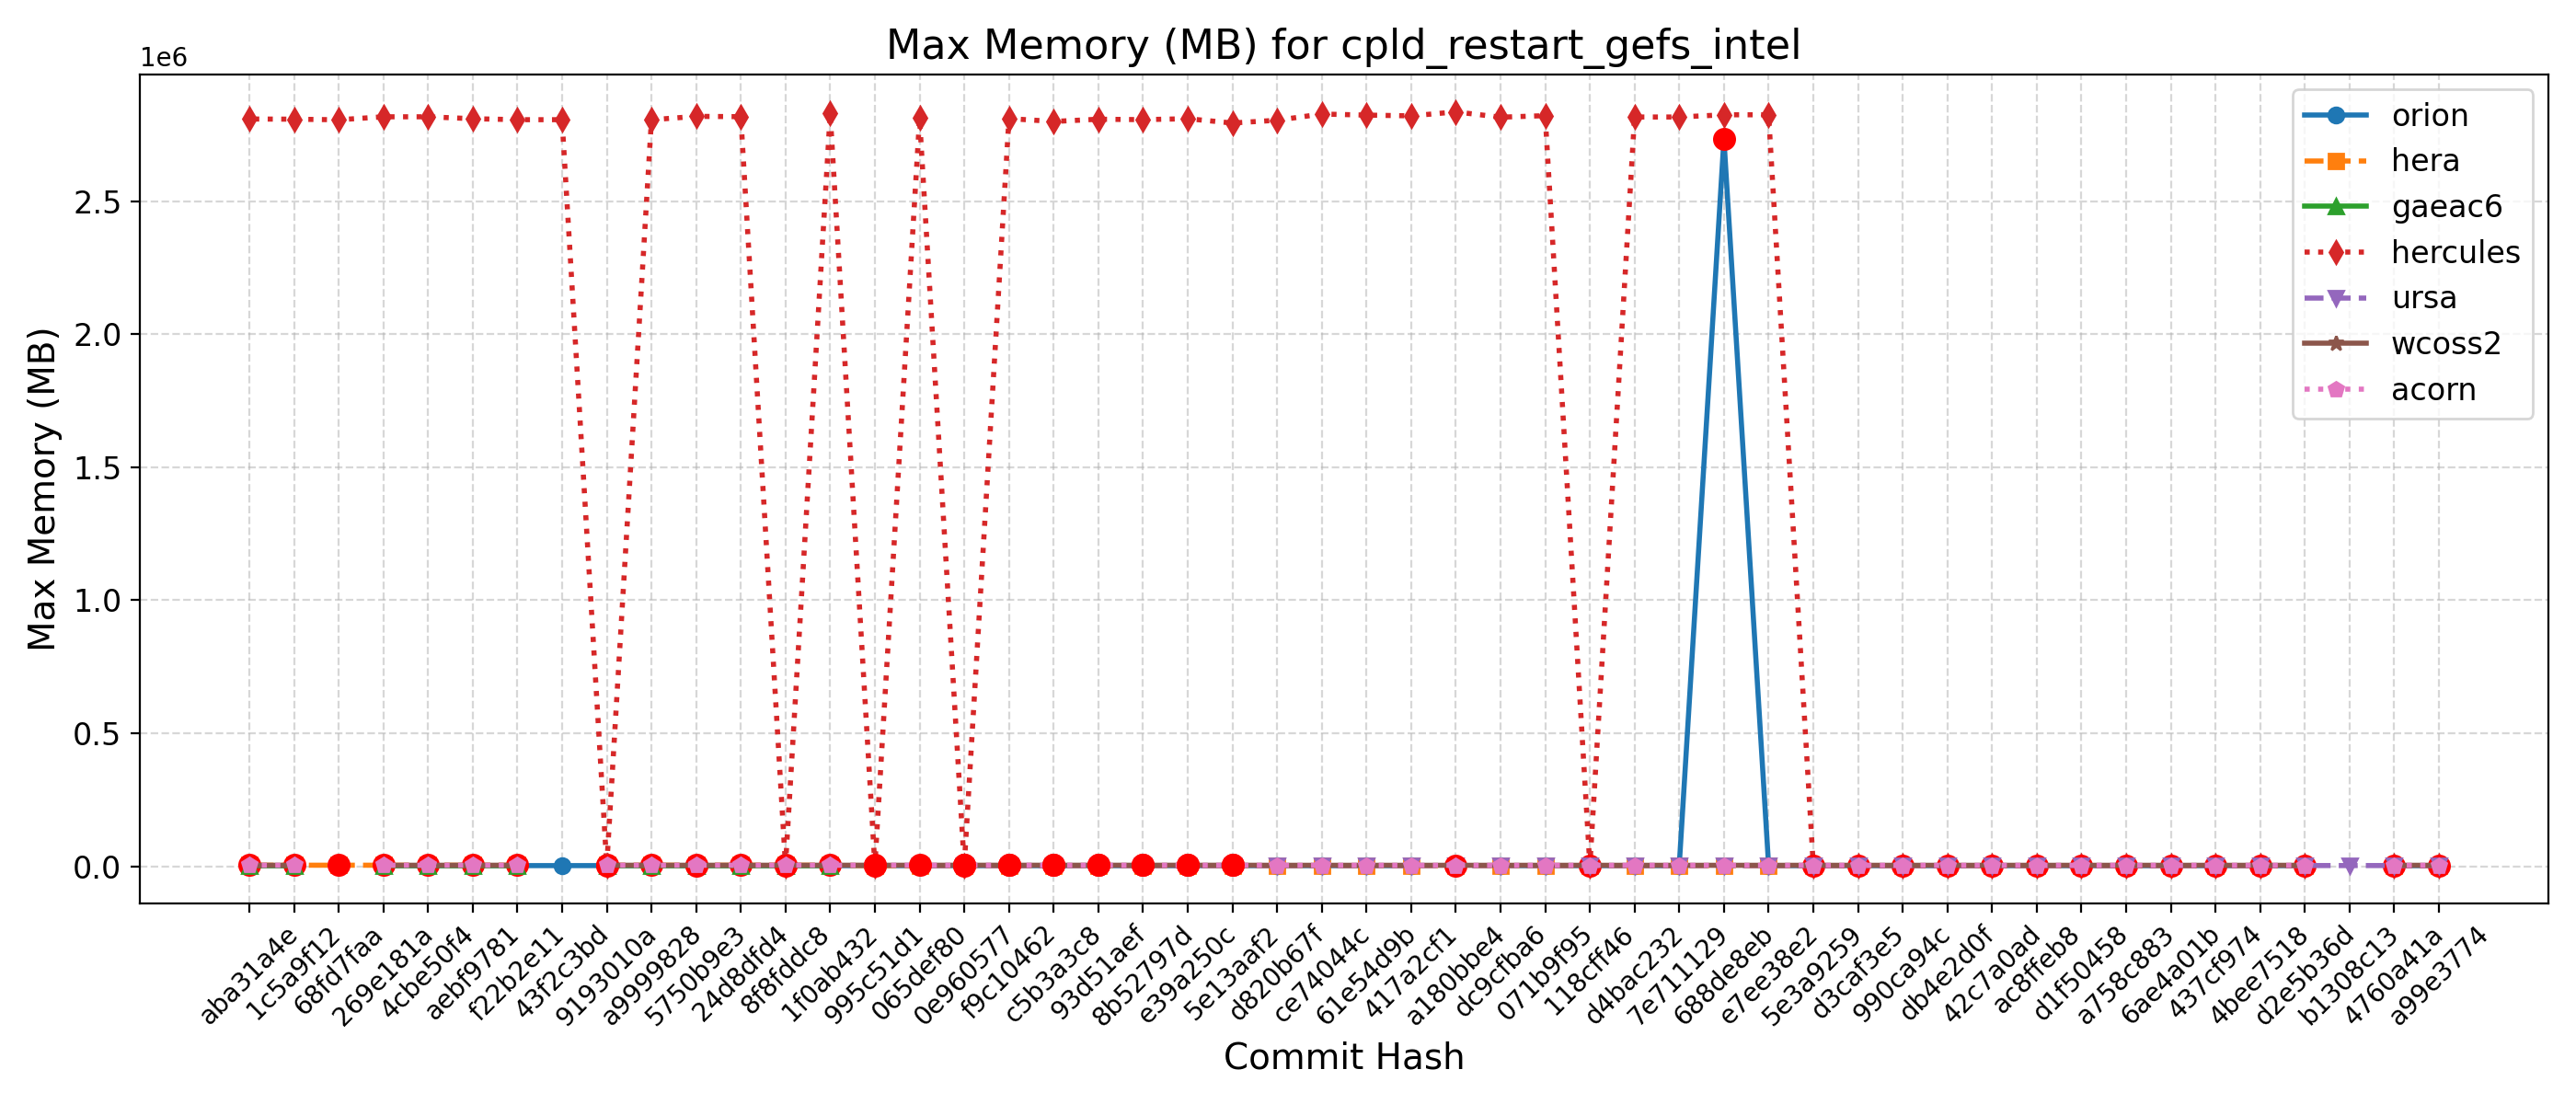 Max Memory (MB) for cpld_restart_gefs_intel
1e6
2.5
2.0
1.5
1.0
0.5
0.0
Max Memory (MB)
orion
hera
gaeac6
hercules
ursa
wcoss2
acorn
aba31a4e
1c5a9f12
68fd7faa
269e181a
4cbe50f4
aebf9781
f22b2e11
43f2c3bd
9193010a
a9999828
5750b9e3
24d8dfd4
8f8fddc8
1f0ab432
995c51d1
065def80
0e960577
f9c10462
c5b3a3c8
93d51aef
8b52797d
e39a250c
5e13aaf2
d820b67f
ce74044c
61e54d9b
417a2cf1
a180bbe4
dc9cfba6
071b9f95
118cff46
d4bac232
7e711129
688de8eb
e7ee38e2
5e3a9259
d3caf3e5
990ca94c
db4e2d0f
42c7a0ad
ac8ffeb8
d1f50458
a758c883
6ae4a01b
437cf974
4bee7518
d2e5b36d
b1308c13
4760a41a
a99e3774
Commit Hash